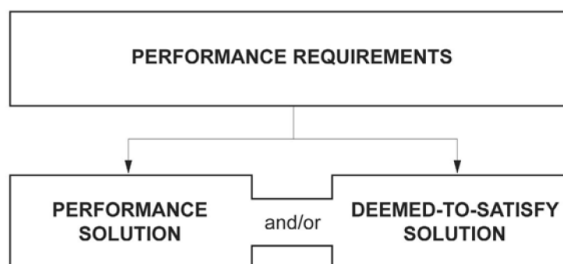 PERFORMANCE REQUIREMENTS
PERFORMANCE
SOLUTION
and/or
DEEMED-TO-SATISFY
SOLUTION